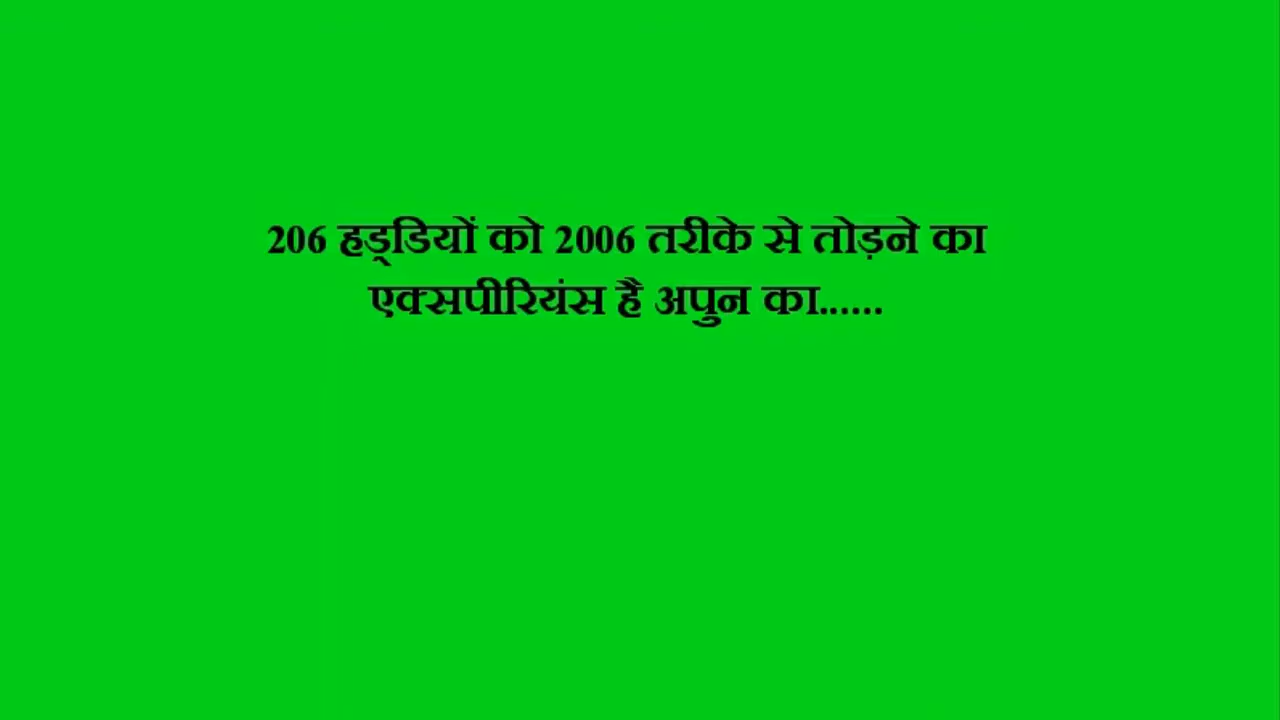 206 हड्डियों को 2006 तरीके से तोड़ने का
एक्सपीरियंस है अपुन का......